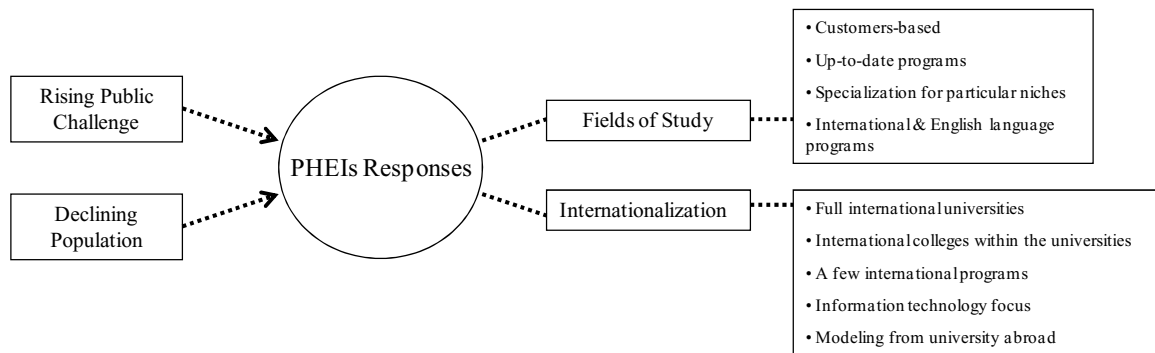 Rising Public
Challenge
Declining
Population
PHEIs Responses
Fields of Study
Internationalization
• Customers-based
• Up-to-date programs
• Specialization for particular niches
• International & English language
programs
• Full international universities
• International colleges within the universities
• A few international programs
• Information technology focus
• Modeling from university abroad